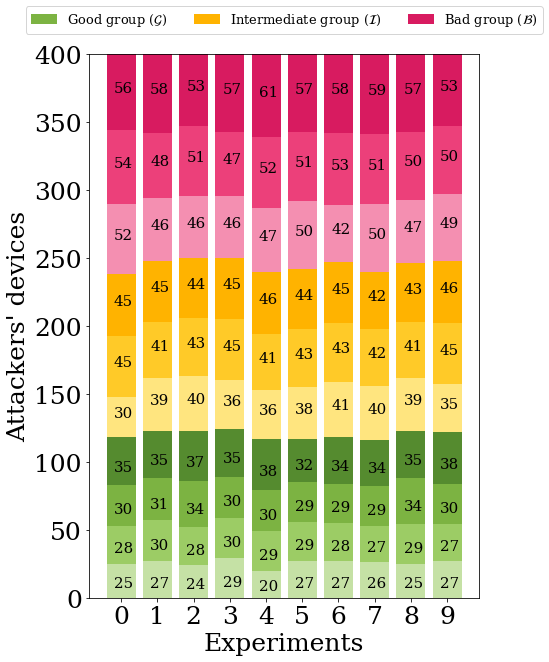 Good group (𝒢) Intermediate group (ℐ) Bad group (ℬ)
400
350
300
250
200
150
100
50
0
Attackers' devices
56 58 53 57 61 57 58 59 57 53
54 48 51 47 52 51 53 51 50 50
52 46 46 46 47 50 42 50 47 49
45 45 44 45 46 44 45 42 43 46
45 41 43 45 41 43 43 42 41 45
30 39 40 36 36 38 41 40 39 35
35 35 37 35 38 32 34 34 35 38
30 31 34 30 30 29 29 29 34 30
28 30 28 30 29 29 28 27 29 27
25 27 24 29 20 27 27 26 25 27
0 1 2 3 4 5 6 7 8 9
Experiments